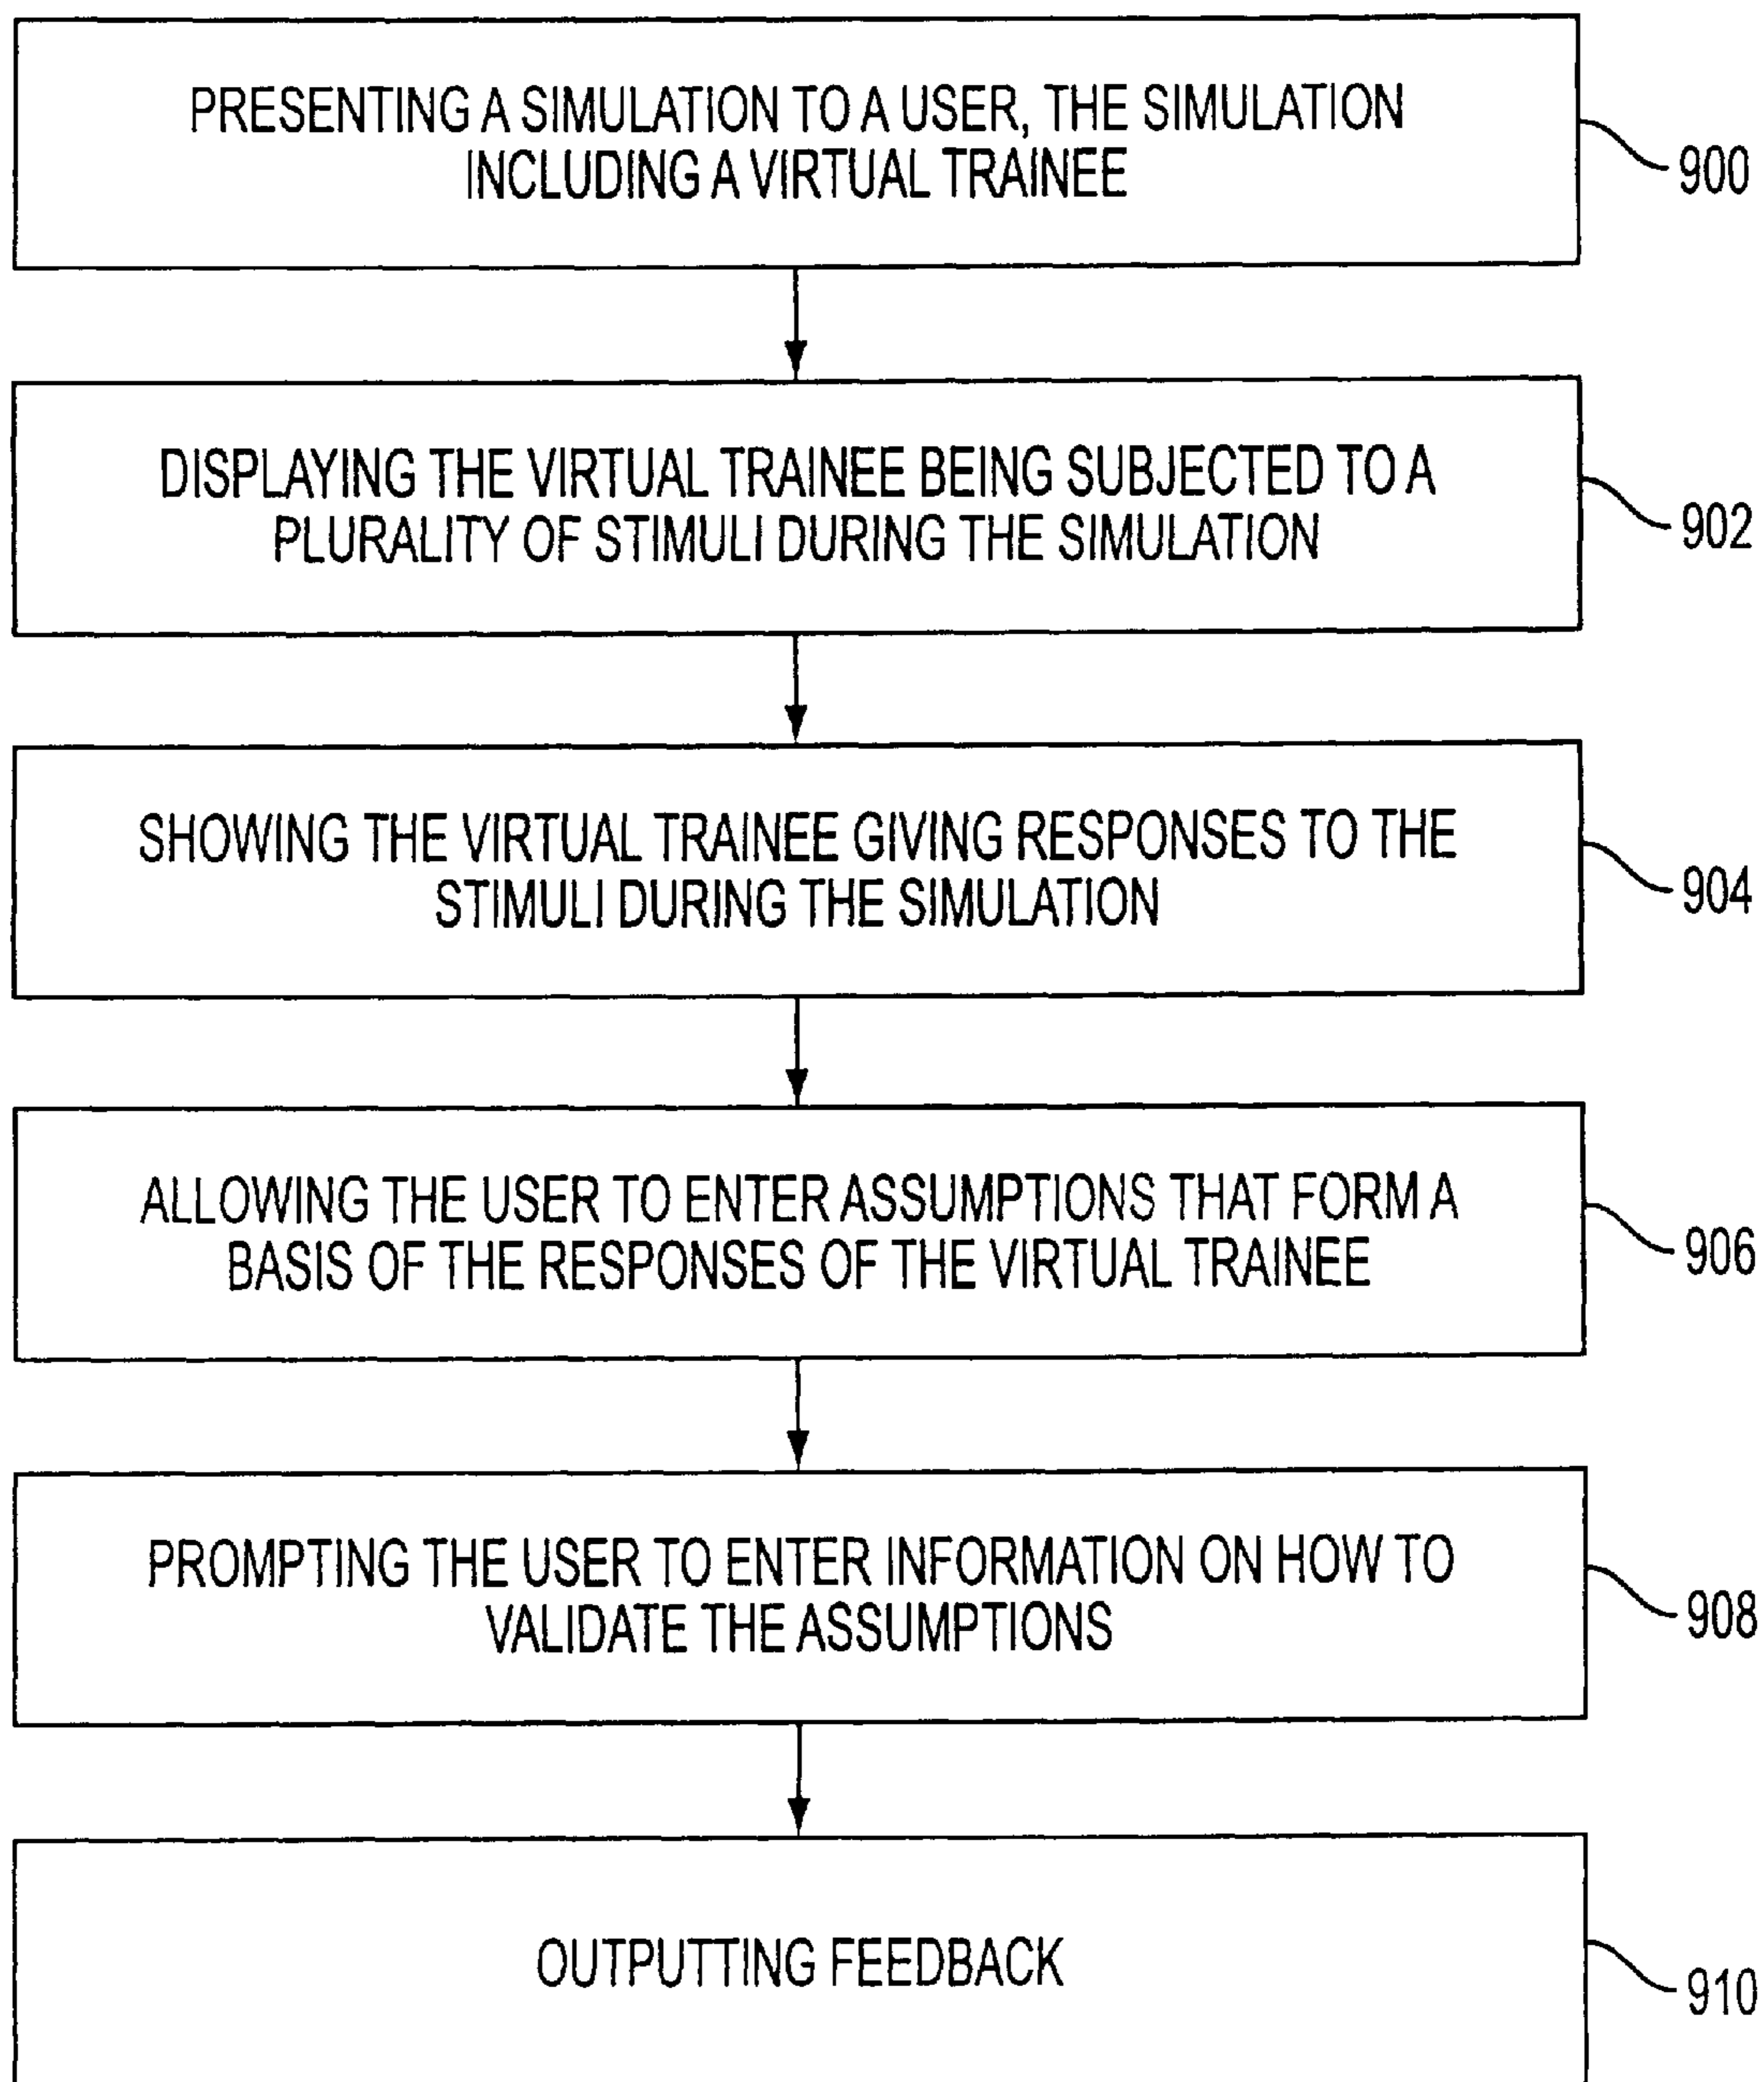 PRESENTING A SIMULATION TO A USER, THE SIMULATION
INCLUDING A VIRTUAL TRAINEE
900
DISPLAYING THE VIRTUAL TRAINEE BEING SUBJECTED TO A
PLURALITY OF STIMULI DURING THE SIMULATION
902
SHOWING THE VIRTUAL TRAINEE GIVING RESPONSES TO THE
STIMULI DURING THE SIMULATION
904
ALLOWING THE USER TO ENTER ASSUMPTIONS THAT FORM A
BASIS OF THE RESPONSES OF THE VIRTUAL TRAINEE
906
PROMPTING THE USER TO ENTER INFORMATION ON HOW TO
VALIDATE THE ASSUMPTIONS
908
OUTPUTTING FEEDBACK
910